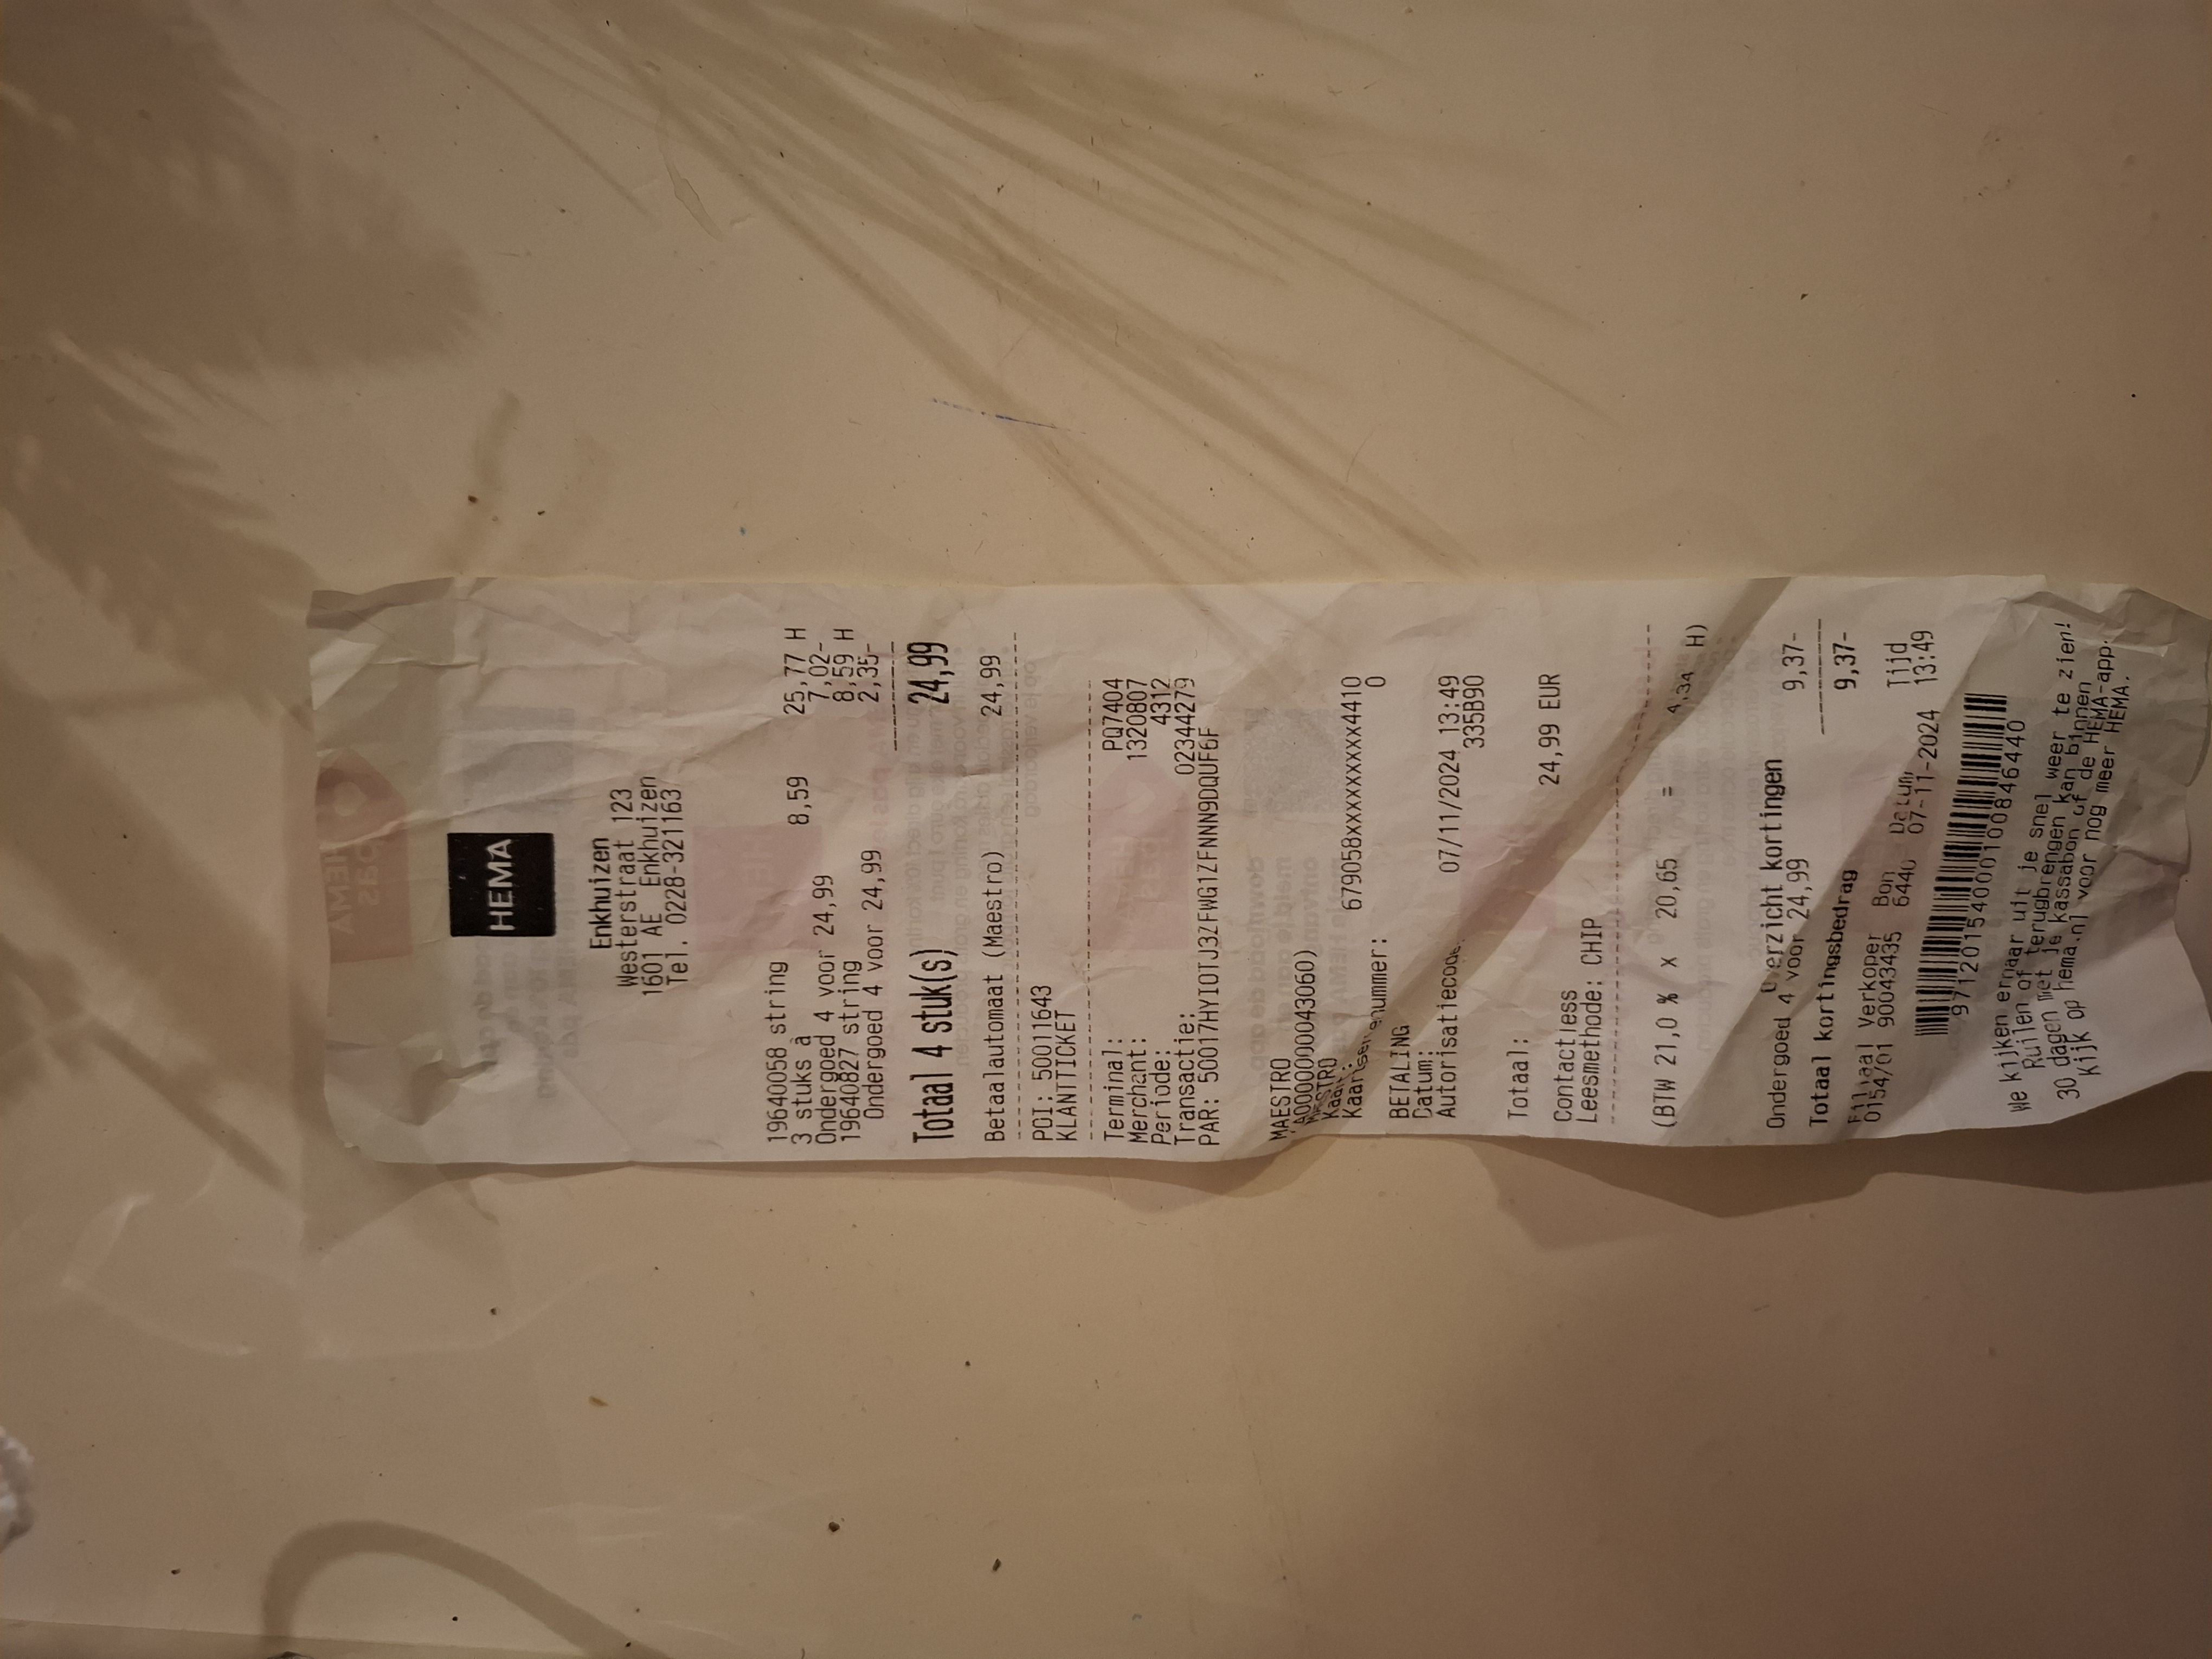 HEMA
Enkhuizen
Westerstraat 123
1601 AE Enkhuizen
Tel. 0228-321163
19640058 string
3 stuks à 8,59 25,77 H
Ondergoed 4 voor 24,99 7,02-
19640827 string 8,59 H
Ondergoed 4 voor 24,99 2,35-
Totaal 4 stuk(s) 24,99
Betaalautomaat (Maestro) 24,99
POI: 50011643
KLANTTICKET
Terminal: PQ7404
Merchant: 1320807
Periode: 4312
Transactie: 02344279
PAR: 50017HYIOTJ3ZFWG1ZFNNN9DQUF6F
MAESTRO
A0000000043060)
MAESTRO
Kaart: 679058xxxxxxxxx4410
Kaartserienummer: 0
BETALING
Datum: 07/11/2024 13:49
Autorisatiecode: 335B90
Totaal: 24,99 EUR
Contactless
Leesmethode: CHIP
(BTW 21,0 % x 20,65 = 4,34 H)
Overzicht kortingen
Ondergoed 4 voor 24,99 9,37-
Totaal kortingsbedrag 9,37-
Filiaal Verkoper Bon Datum Tijd
0154/01 90043435 6440 07-11-2024 13:49
97120154000100846440
We kijken ernaar uit je snel weer te zien!
Ruilen of terugbrengen kan binnen
30 dagen met je kassabon of de HEMA-app.
Kijk op hema.nl voor nog meer HEMA.